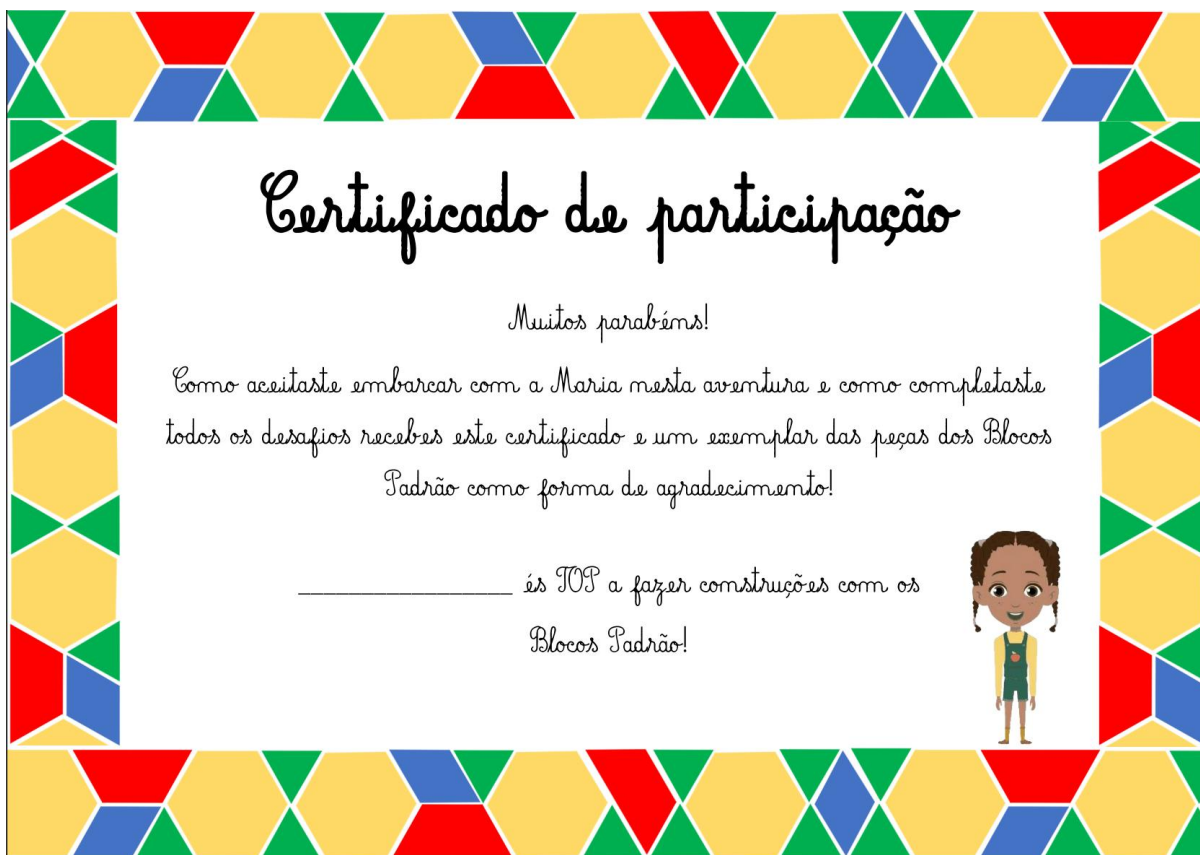 Certificado de participação
Muitos parabéns!
Como aceitaste embarcar com a Maria nesta aventura e como completaste
todos os desafios recebes este certificado e um exemplar das peças dos Blocos
Padrão como forma de agradecimento!
_________________ és TOP a fazer construções com os
Blocos Padrão!